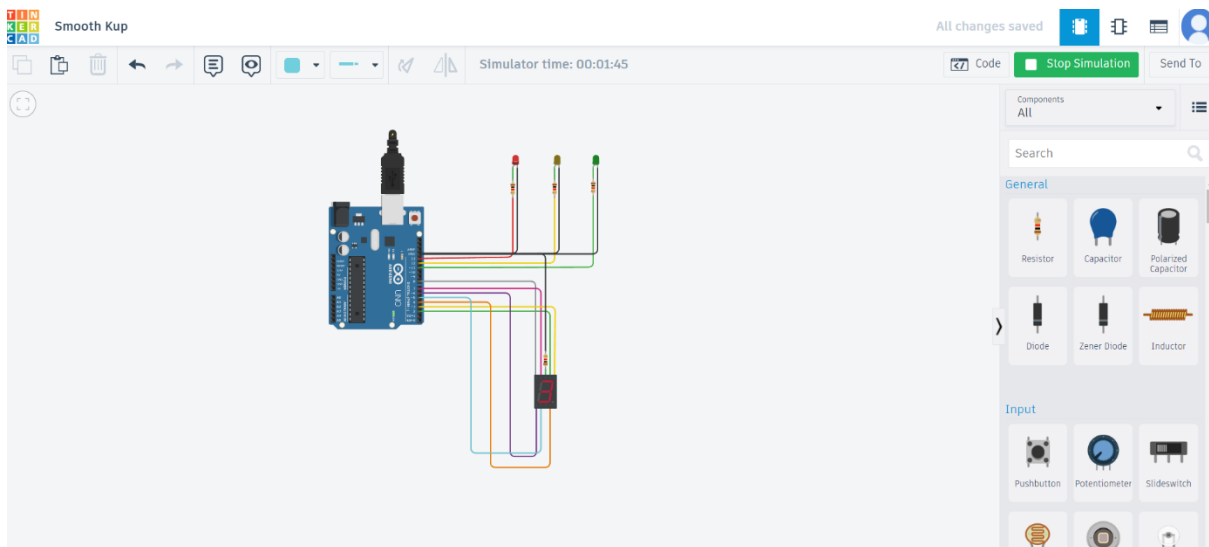 TIN
KER
CAD
Smooth Kup
All changes saved
Simulator time: 00:01:45
Code
Stop Simulation
Send To
Components
All
Search
General
Resistor
Capacitor
Polarized
Capacitor
Diode
Zener Diode
Inductor
Input
Pushbutton
Potentiometer
Slideswitch
UNO